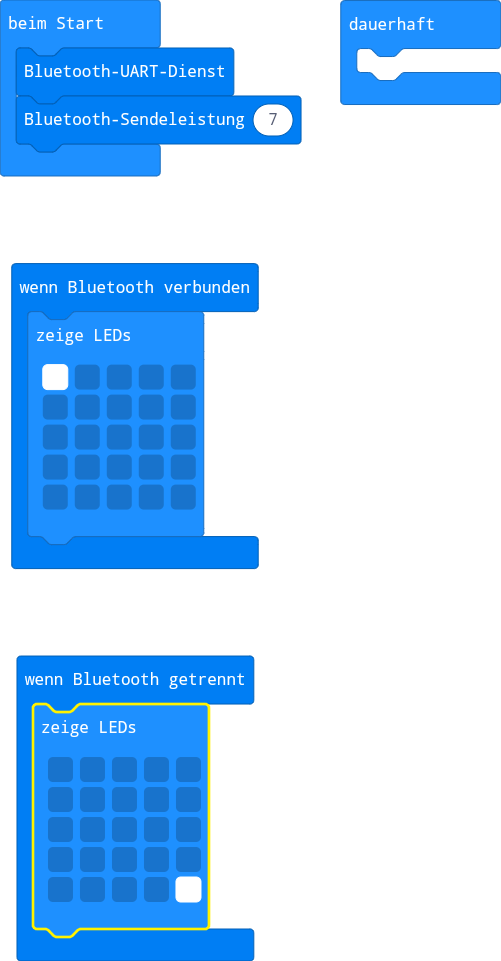 beim Start
Bluetooth-UART-Dienst
Bluetooth-Sendeleistung 7
dauerhaft
wenn Bluetooth verbunden
zeige LEDs
wenn Bluetooth getrennt
zeige LEDs